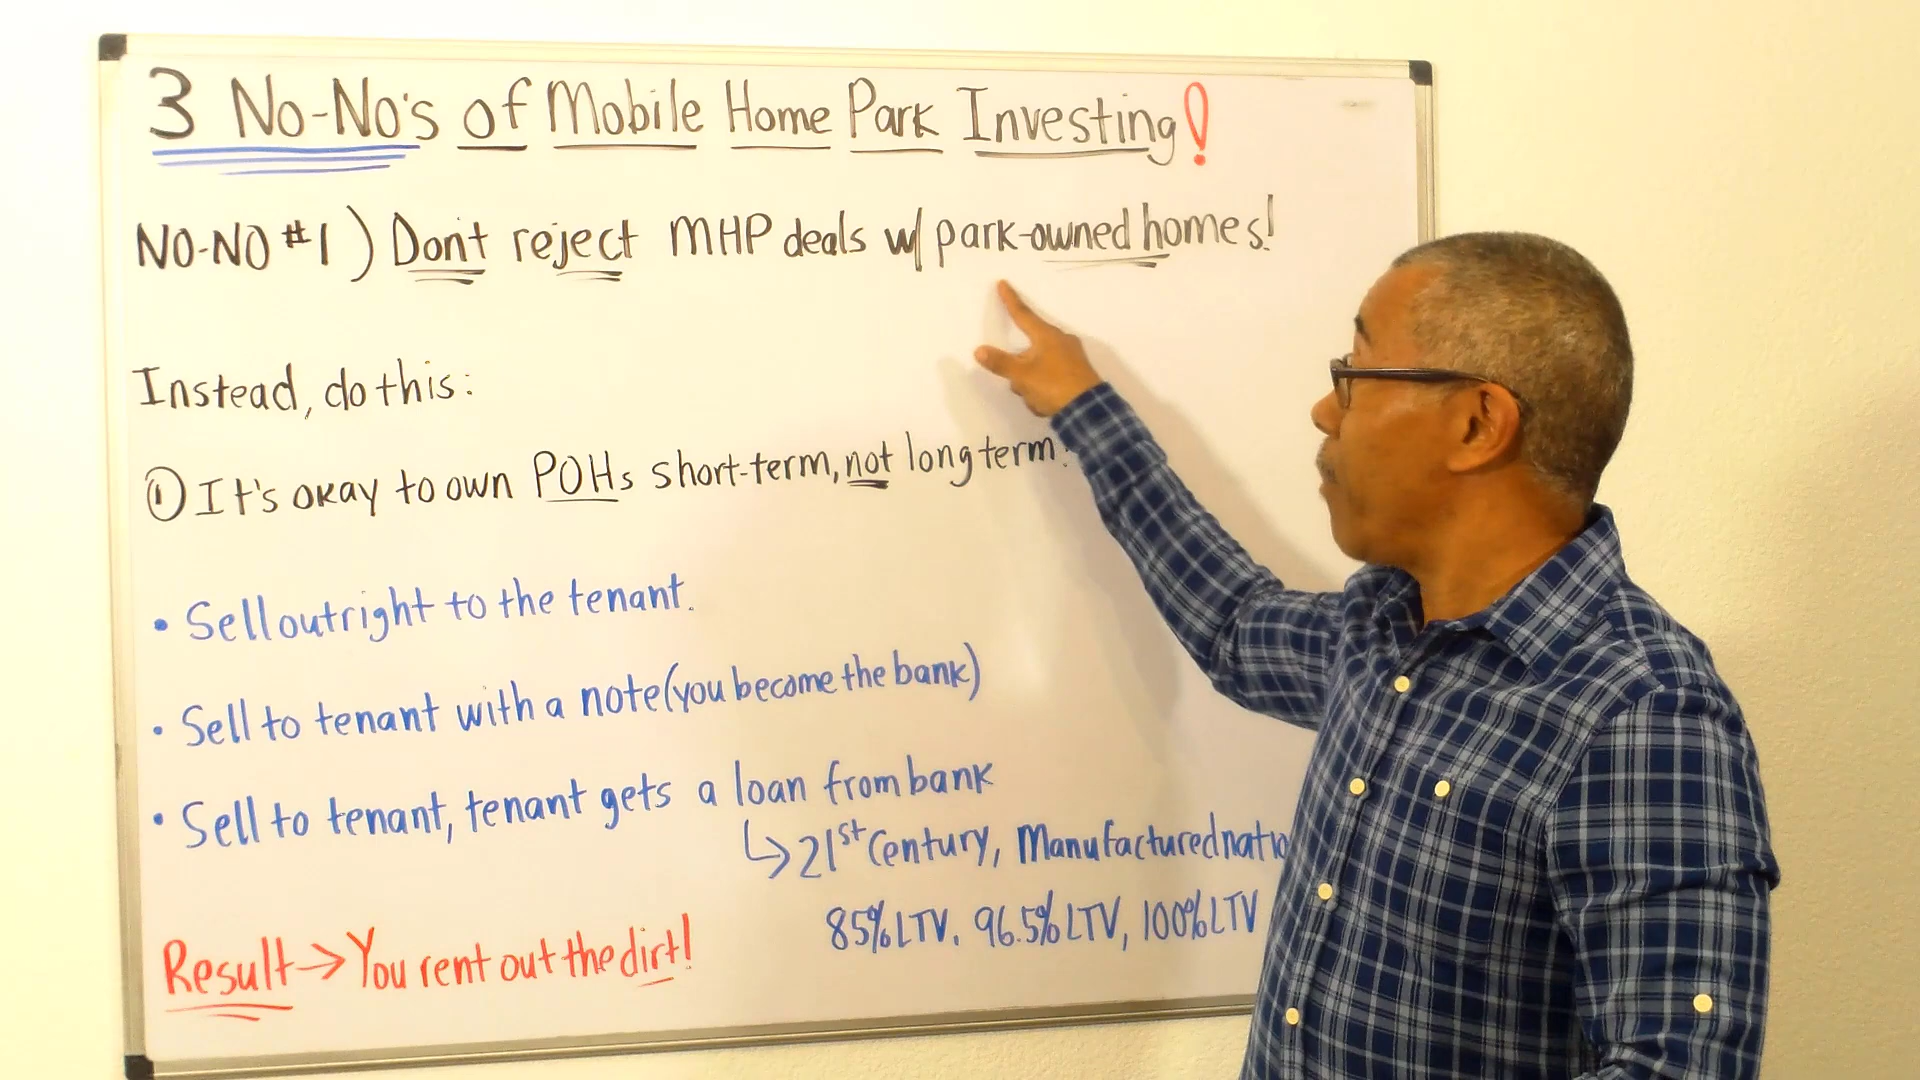 3 No-No's of Mobile Home Park Investing!
NO-NO #1) Don't reject MHP deals w/ park-owned homes!
Instead, do this:
① It's okay to own POHs short-term, not long term.
• Sell outright to the tenant.
• Sell to tenant with a note (you become the bank)
• Sell to tenant, tenant gets a loan from bank
↳ 21st Century, Manufactured natio
85% LTV, 96.5% LTV, 100% LTV
Result → You rent out the dirt!